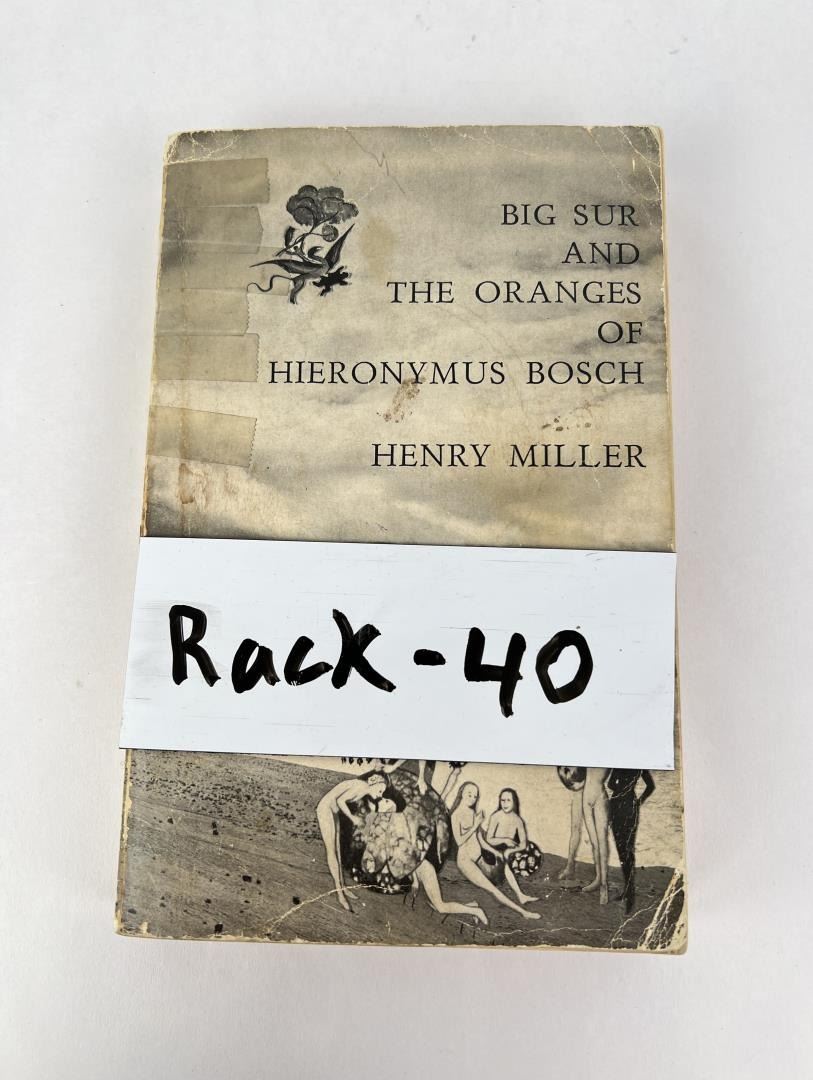 BIG SUR
AND
THE ORANGES
OF
HIERONYMUS BOSCH
HENRY MILLER
Rack-40